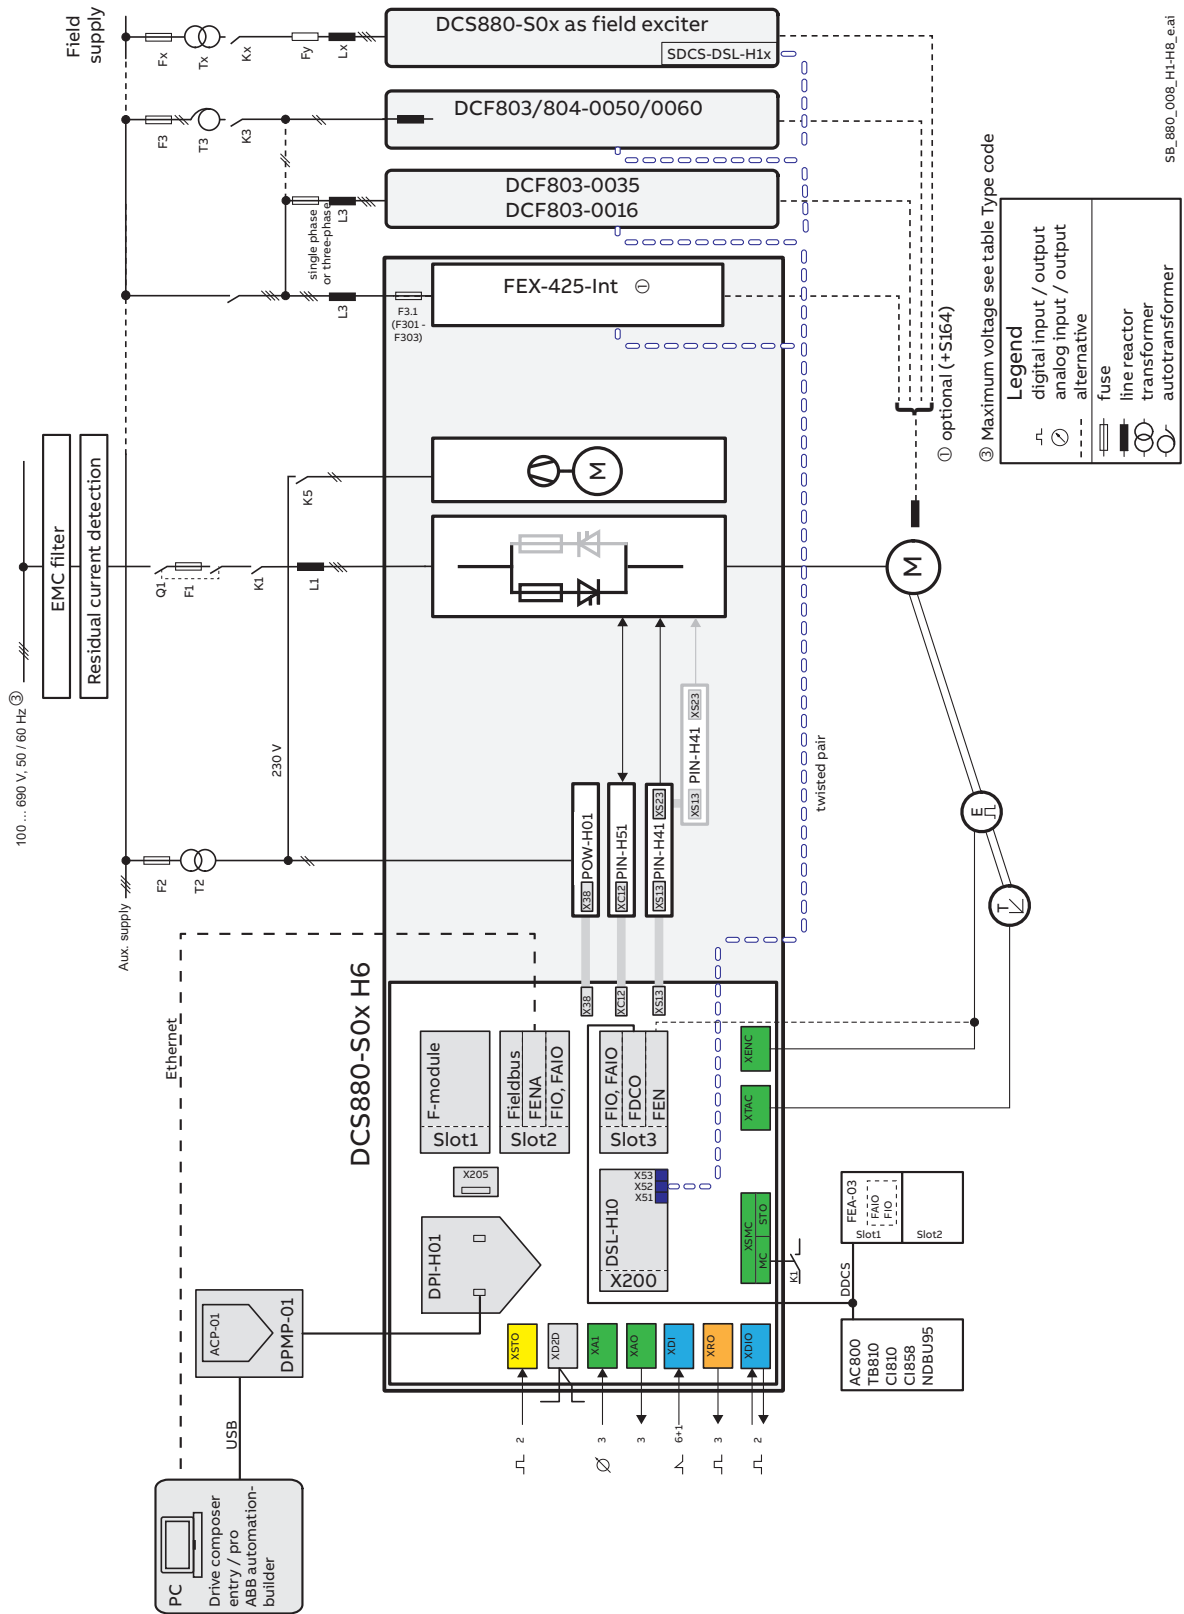 Field
supply
Fx
Tx
Kx
Fy
Lx
DCS880-S0x as field exciter
SDCS-DSL-H1x
F3
T3
K3
DCF803/804-0050/0060
single phase
or three-phase
L3
DCF803-0035
DCF803-0016
L3
F3.1
(F301 -
F303)
FEX-425-Int ①
SB_880_008_H1-H8_e.ai
① optional (+S164)
③ Maximum voltage see table Type code
Legend
digital input / output
analog input / output
alternative
fuse
line reactor
transformer
autotransformer
100 ... 690 V, 50 / 60 Hz ③
EMC filter
Residual current detection
Q1
F1
K1
L1
K5
230 V
M
M
E
T
twisted pair
Aux. supply
F2
T2
X38
POW-H01
XC12
PIN-H51
XS13
PIN-H41
XS23
XS13
PIN-H41
XS23
X38
XC12
XS13
Ethernet
DCS880-S0x H6
F-module
Slot1
Fieldbus
FENA
FIO, FAIO
Slot2
FIO, FAIO
FDCO
FEN
Slot3
X205
DPI-H01
DSL-H10
X200
X53
X52
X51
XENC
XTAC
XSMC
MC
STO
K1
XSTO
XD2D
XA1
XAO
XDI
XRO
XDIO
2
3
3
6+1
3
2
FEA-03
FAIO
FIO
Slot1
Slot2
DDCS
AC800
TB810
CI810
CI858
NDBU95
ACP-01
DPMP-01
USB
PC
Drive composer
entry / pro
ABB automation-
builder